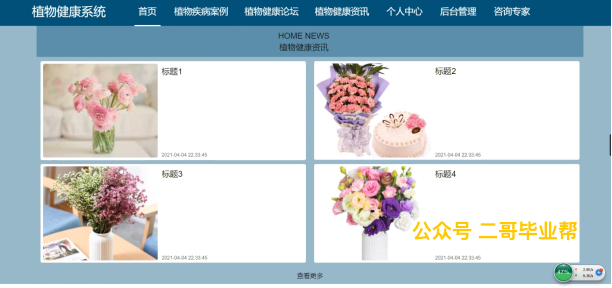 植物健康系统
首页 植物疾病案例 植物健康论坛 植物健康资讯 个人中心 后台管理 咨询专家
HOME NEWS
植物健康资讯
标题1
2021-04-04 22:33:45
标题2
2021-04-04 22:33:45
标题3
2021-04-04 22:33:45
标题4
2021-04-04 22:33:45
公众号 二哥毕业帮
查看更多